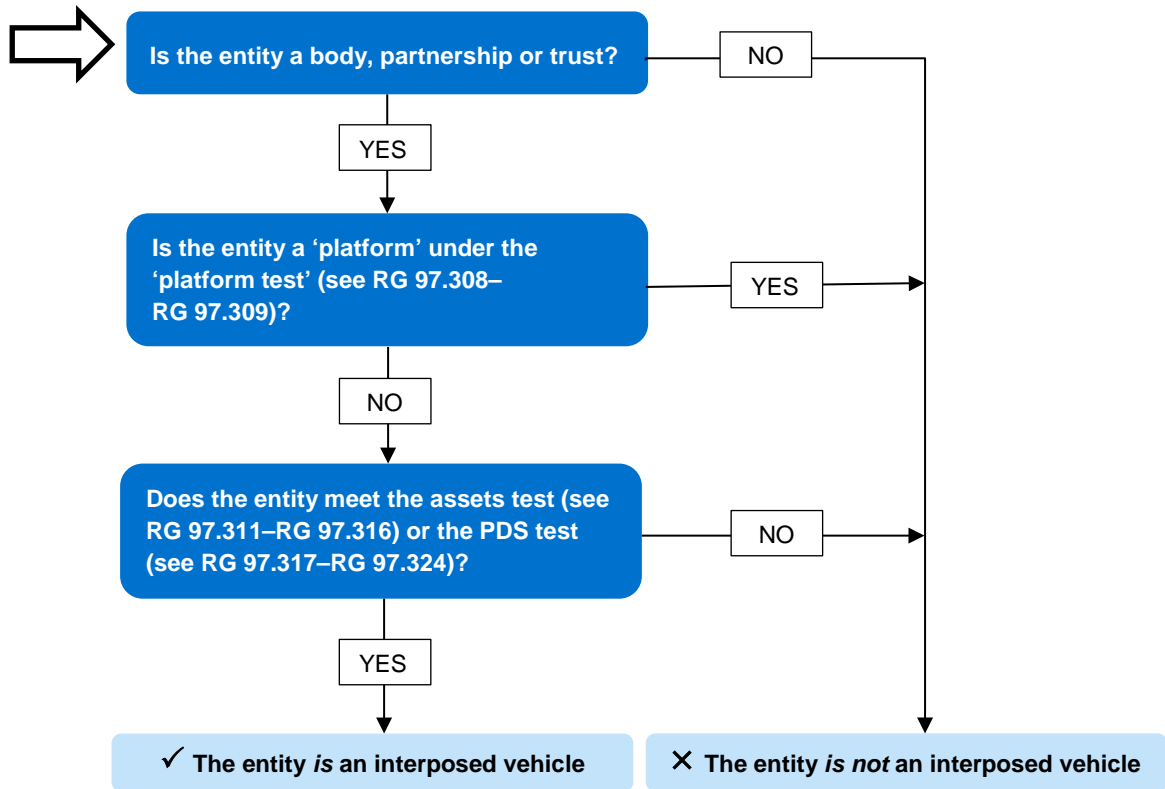 Is the entity a body, partnership or trust?
NO
YES
Is the entity a ‘platform’ under the
‘platform test’ (see RG 97.308–
RG 97.309)?
YES
NO
Does the entity meet the assets test (see
RG 97.311–RG 97.316) or the PDS test
(see RG 97.317–RG 97.324)?
NO
YES
✓ The entity is an interposed vehicle
✕ The entity is not an interposed vehicle